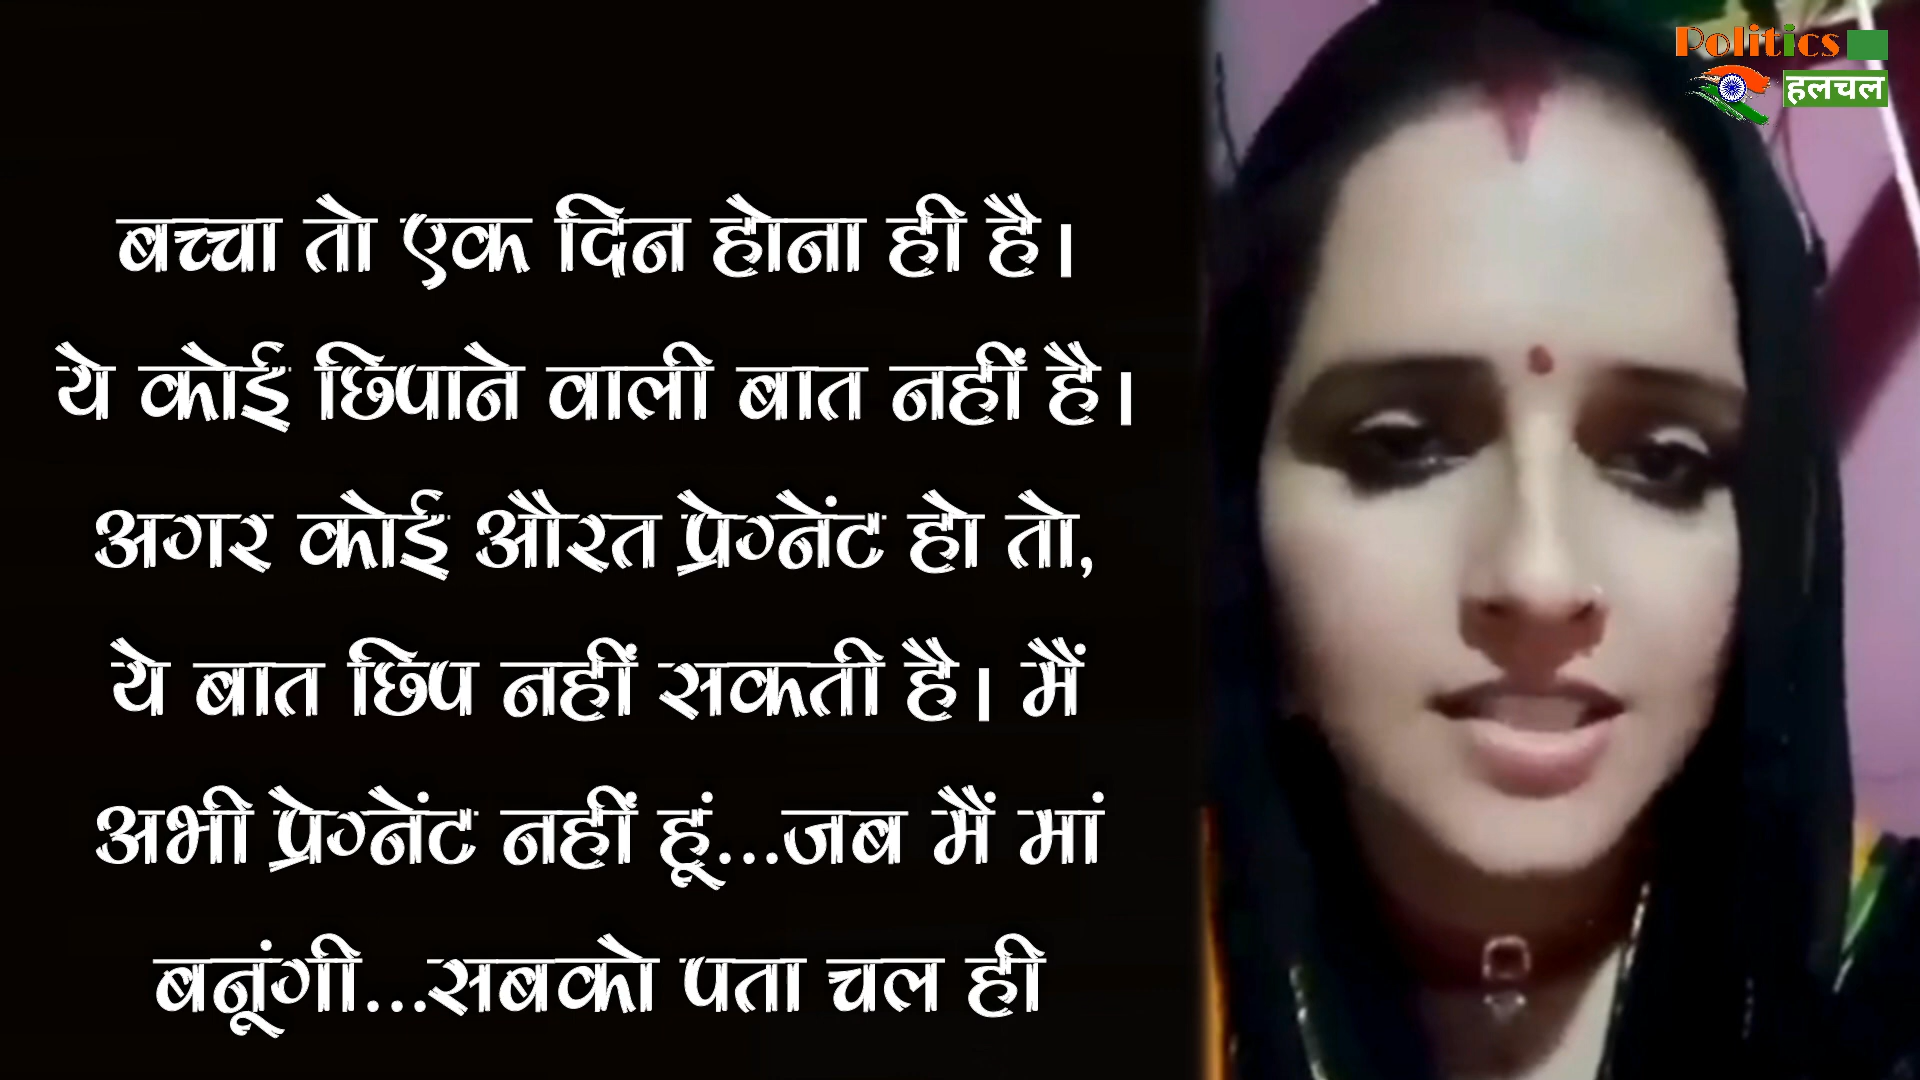 Politics
हलचल
बच्चा तो एक दिन होना ही है।
ये कोई छिपाने वाली बात नहीं है।
अगर कोई औरत प्रेग्नेंट हो तो,
ये बात छिप नहीं सकती है। मैं
अभी प्रेग्नेंट नहीं हूं...जब मैं मां
बनूंगी...सबको पता चल ही